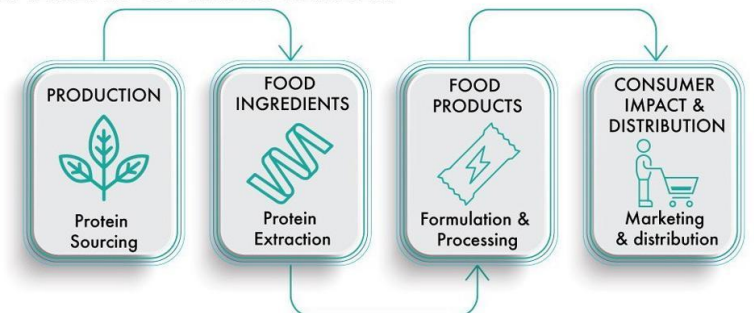 PRODUCTION
Protein
Sourcing
FOOD
INGREDIENTS
Protein
Extraction
FOOD
PRODUCTS
Formulation &
Processing
CONSUMER
IMPACT &
DISTRIBUTION
Marketing
& distribution